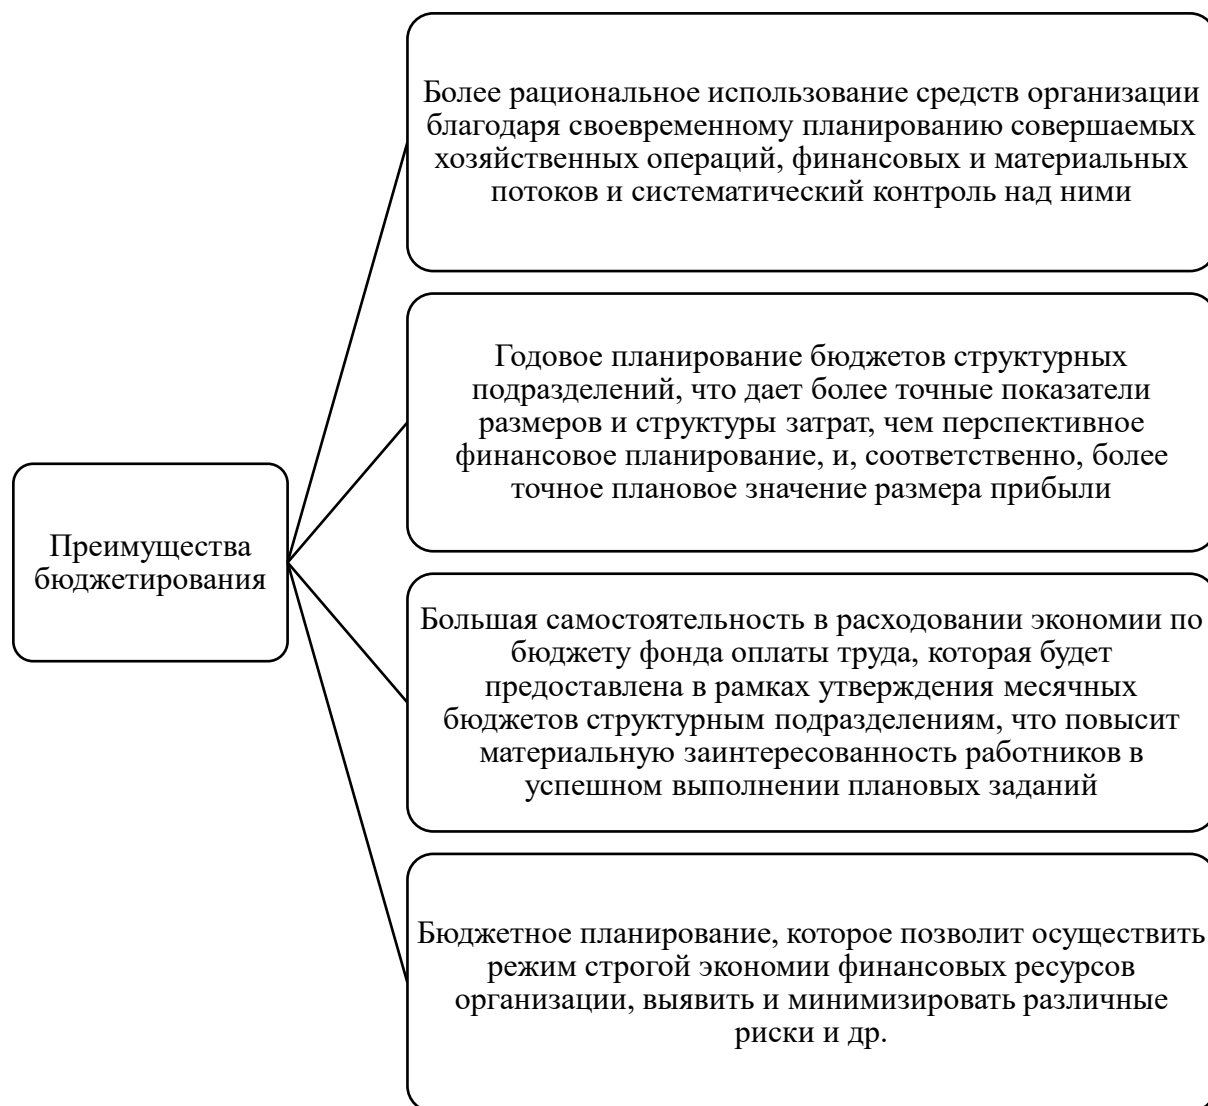 Более рациональное использование средств организации
благодаря своевременному планированию совершаемых
хозяйственных операций, финансовых и материальных
потоков и систематический контроль над ними
Годовое планирование бюджетов структурных
подразделений, что дает более точные показатели
размеров и структуры затрат, чем перспективное
финансовое планирование, и, соответственно, более
точное плановое значение размера прибыли
Преимущества
бюджетирования
Большая самостоятельность в расходовании экономии по
бюджету фонда оплаты труда, которая будет
предоставлена в рамках утверждения месячных
бюджетов структурным подразделениям, что повысит
материальную заинтересованность работников в
успешном выполнении плановых заданий
Бюджетное планирование, которое позволит осуществить
режим строгой экономии финансовых ресурсов
организации, выявить и минимизировать различные
риски и др.